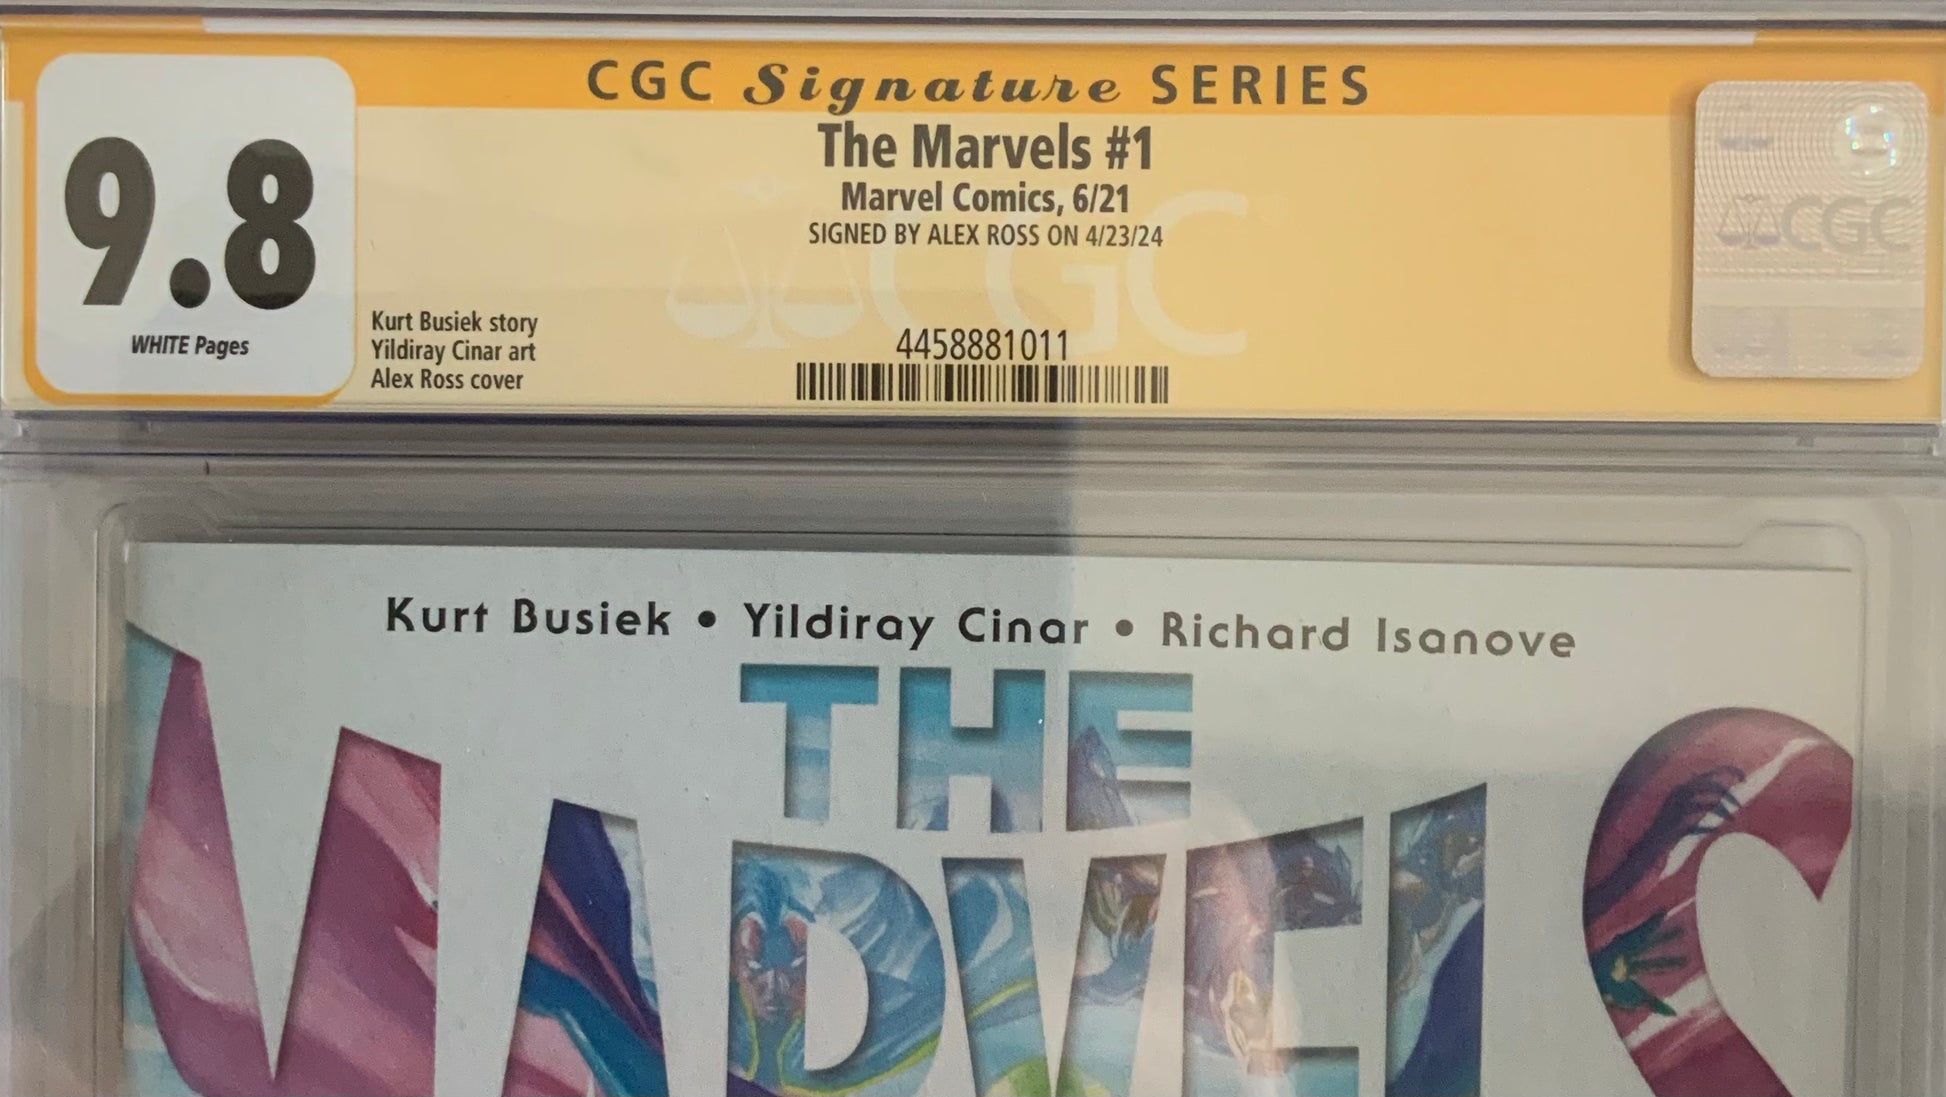 CGC Signature SERIES
The Marvels #1
Marvel Comics, 6/21
SIGNED BY ALEX ROSS ON 4/23/24
9.8
WHITE Pages
Kurt Busiek story
Yildiray Cinar art
Alex Ross cover
4458881011
CGC
CGC
Kurt Busiek • Yildiray Cinar • Richard Isanove
THE
MARVELS